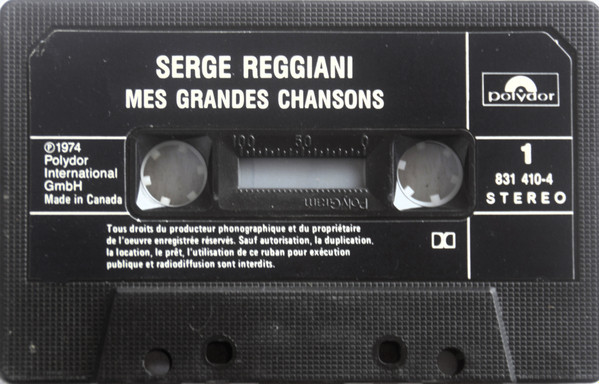 SERGE REGGIANI
MES GRANDES CHANSONS
polydor
℗1974
Polydor
International
GmbH
Made in Canada
100 50 0
PolyGram
1
831 410-4
STEREO
Tous droits du producteur phonographique et du propriétaire
de l'oeuvre enregistrée réservés. Sauf autorisation, la duplication,
la location, le prêt, l'utilisation de ce ruban pour exécution
publique et radiodiffusion sont interdits.